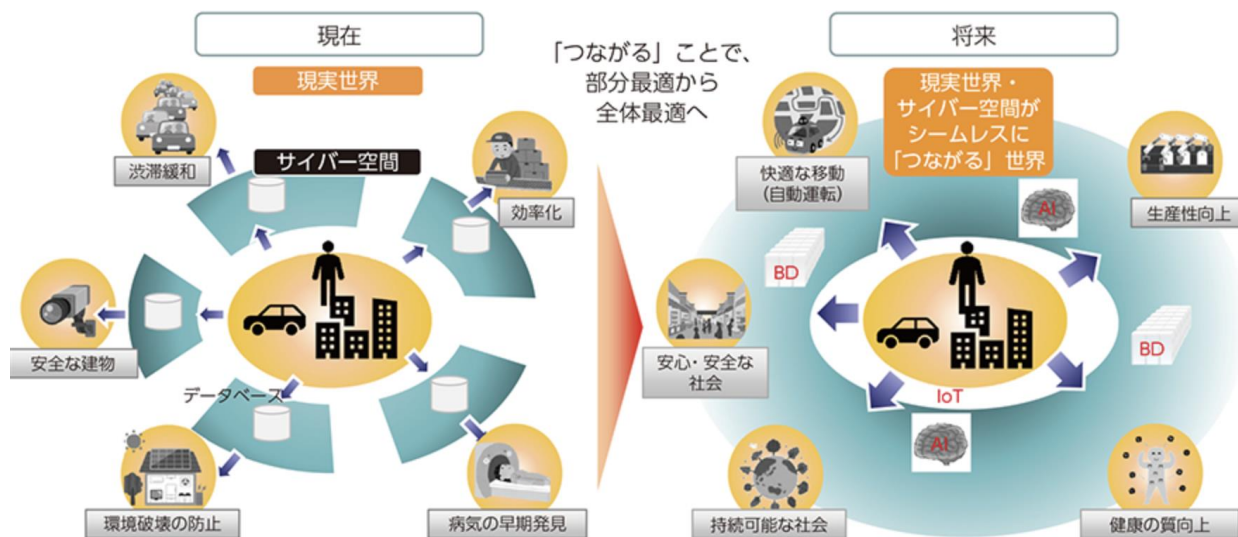 現在
現実世界
サイバー空間
渋滞緩和
効率化
安全な建物
データベース
環境破壊の防止
病気の早期発見
「つながる」ことで、
部分最適から
全体最適へ
将来
現実世界・
サイバー空間が
シームレスに
「つながる」世界
快適な移動
(自動運転)
AI
生産性向上
BD
安心・安全な
社会
BD
IoT
AI
持続可能な社会
健康の質向上